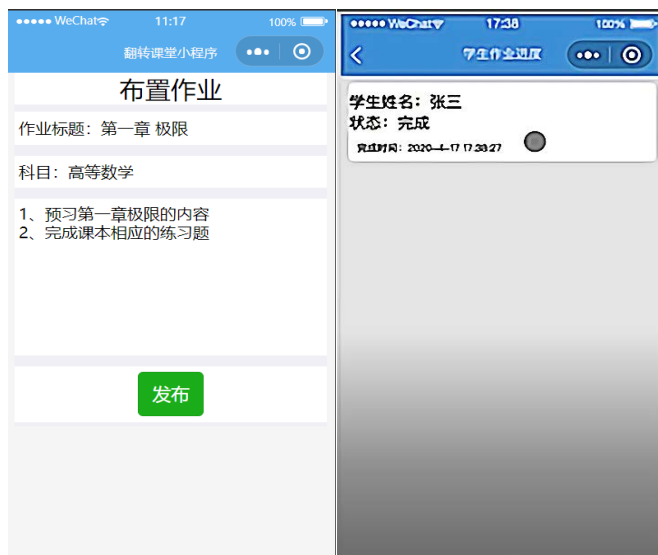 WeChat 11:17 100%
翻转课堂小程序
布置作业
作业标题：第一章 极限
科目：高等数学
1、预习第一章极限的内容
2、完成课本相应的练习题
发布
WeChat 17:38 100%
学生作业进度
学生姓名：张三
状态：完成
完成时间：2020-4-17 17:38:27